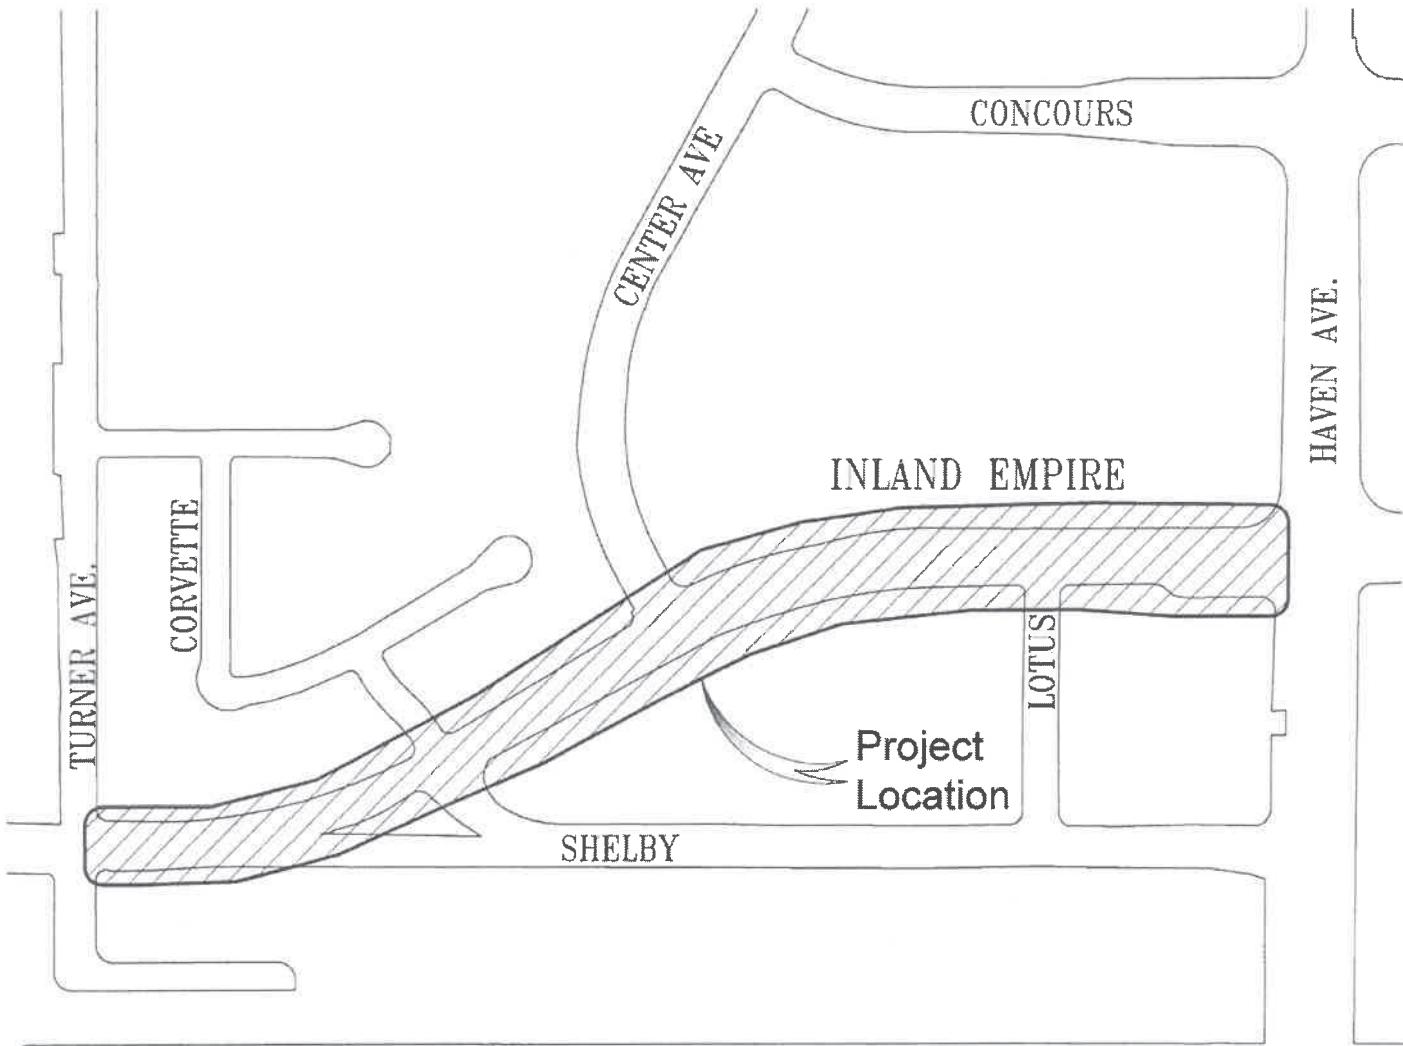 CONCOURS
CENTER AVE
HAVEN AVE.
INLAND EMPIRE
CORVETTE
TURNER AVE.
LOTUS
Project
Location
SHELBY